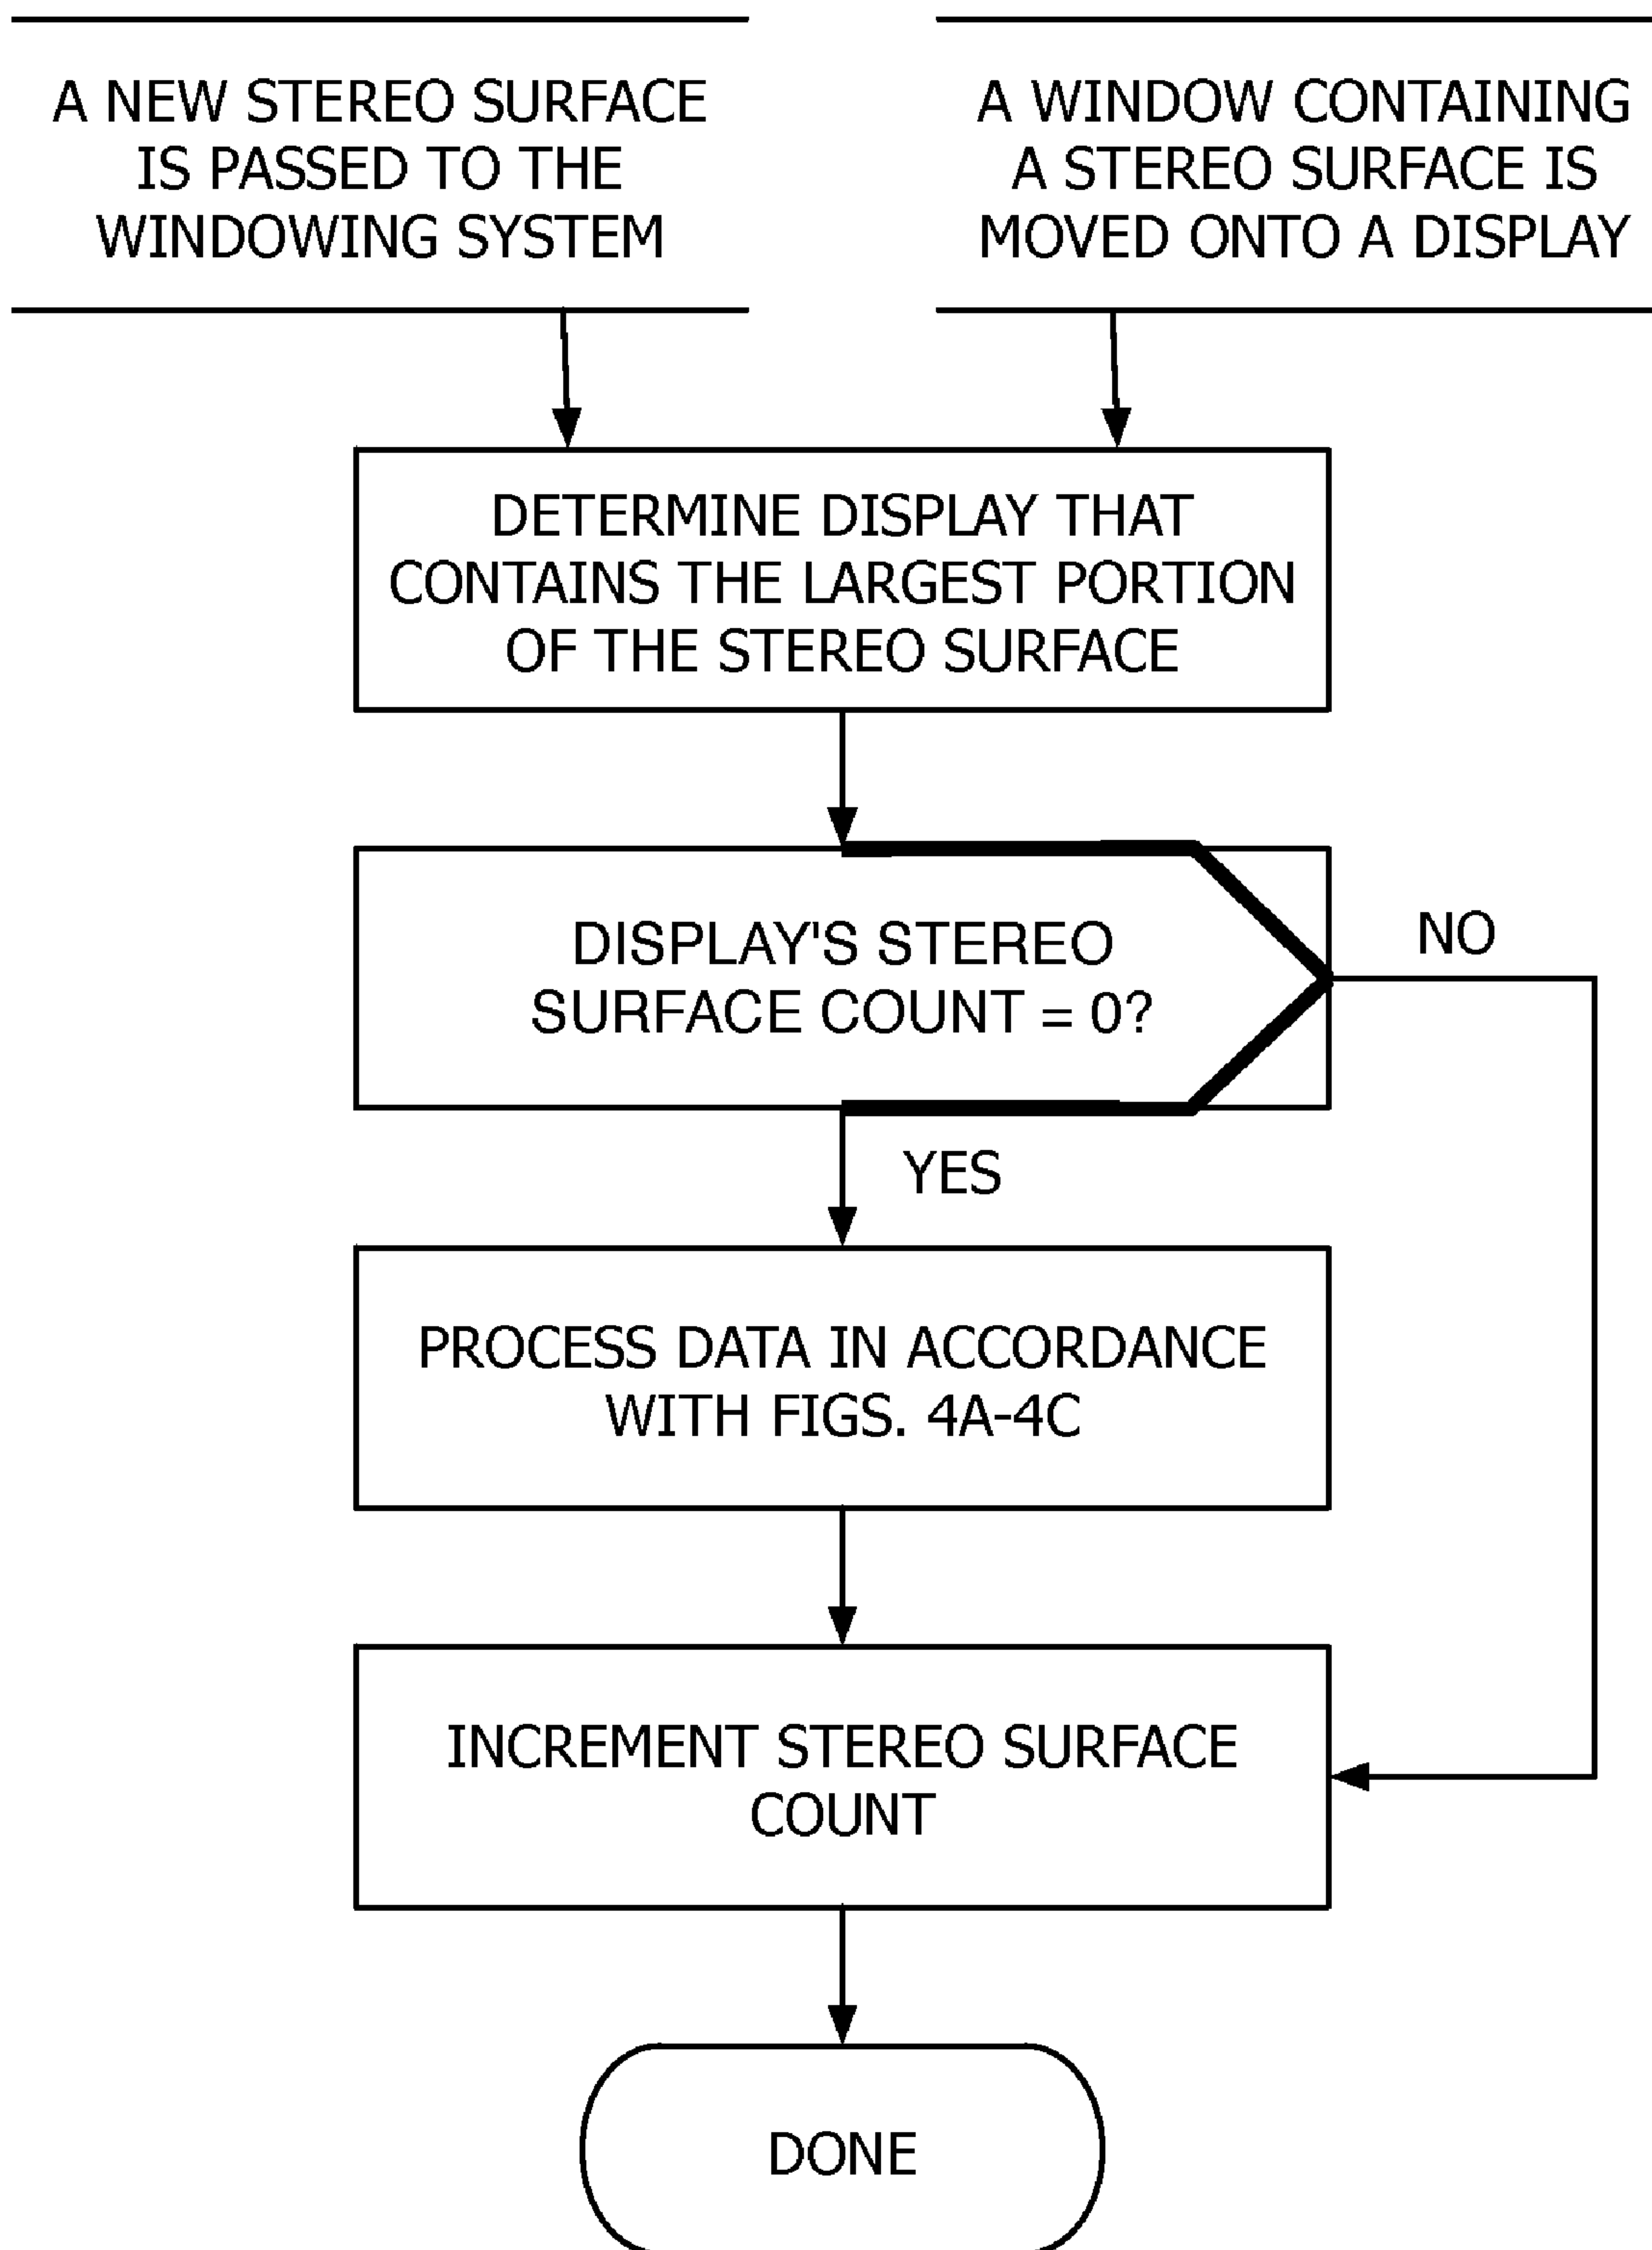 A NEW STEREO SURFACE
IS PASSED TO THE
WINDOWING SYSTEM
A WINDOW CONTAINING
A STEREO SURFACE IS
MOVED ONTO A DISPLAY
DETERMINE DISPLAY THAT
CONTAINS THE LARGEST PORTION
OF THE STEREO SURFACE
DISPLAY'S STEREO
SURFACE COUNT = 0?
NO
YES
PROCESS DATA IN ACCORDANCE
WITH FIGS. 4A-4C
INCREMENT STEREO SURFACE
COUNT
DONE